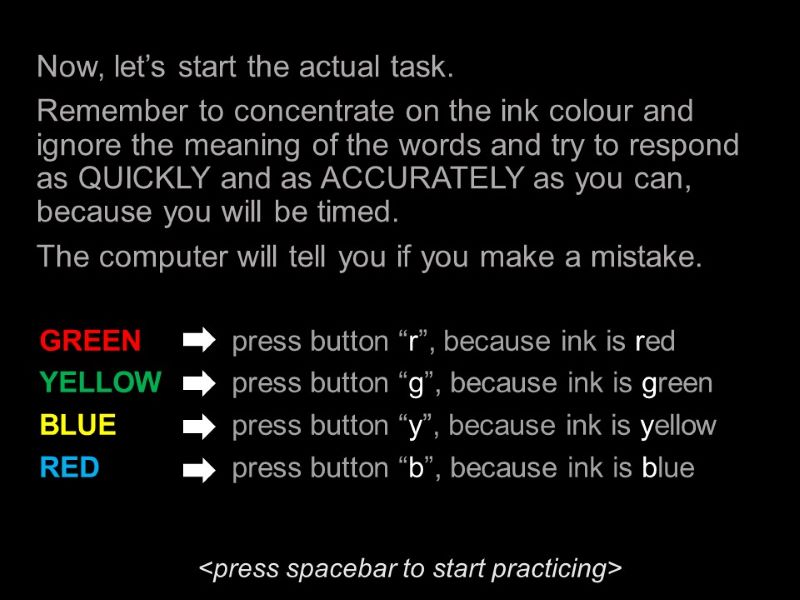 Now, let’s start the actual task.
Remember to concentrate on the ink colour and
ignore the meaning of the words and try to respond
as QUICKLY and as ACCURATELY as you can,
because you will be timed.
The computer will tell you if you make a mistake.
GREEN press button “r”, because ink is red
YELLOW press button “g”, because ink is green
BLUE press button “y”, because ink is yellow
RED press button “b”, because ink is blue
<press spacebar to start practicing>